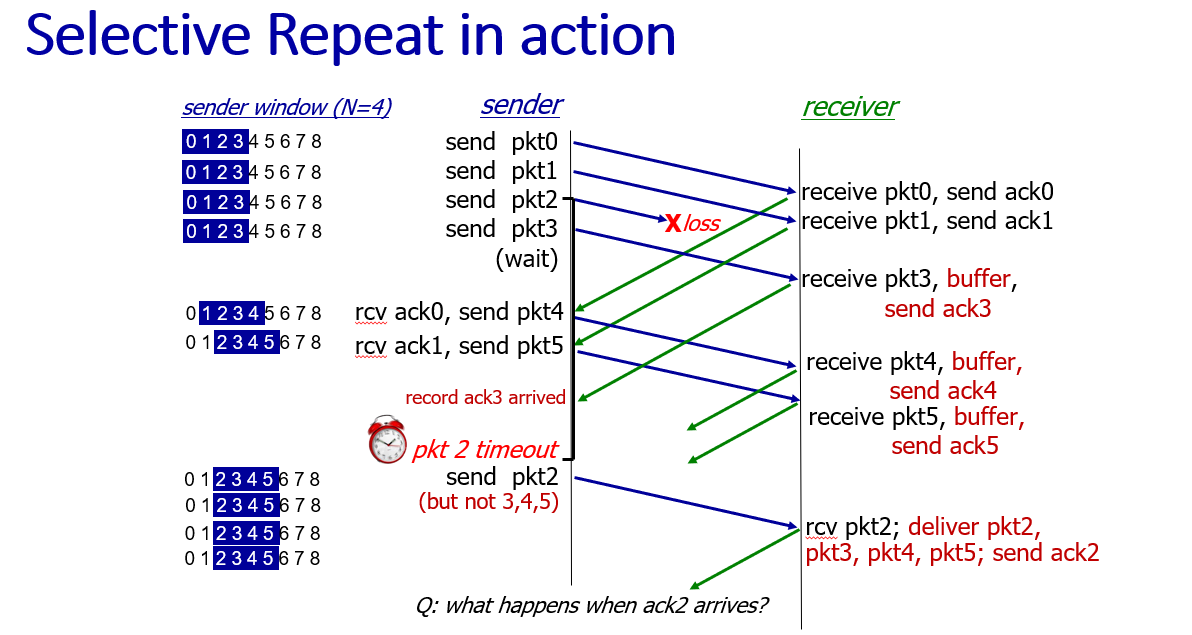 Selective Repeat in action
sender window (N=4)
sender
receiver
0 1 2 3 4 5 6 7 8
send pkt0
0 1 2 3 4 5 6 7 8
send pkt1
0 1 2 3 4 5 6 7 8
send pkt2
0 1 2 3 4 5 6 7 8
send pkt3
(wait)
X loss
receive pkt0, send ack0
receive pkt1, send ack1
receive pkt3, buffer,
send ack3
0 1 2 3 4 5 6 7 8
rcv ack0, send pkt4
0 1 2 3 4 5 6 7 8
rcv ack1, send pkt5
record ack3 arrived
receive pkt4, buffer,
send ack4
receive pkt5, buffer,
send ack5
pkt 2 timeout
0 1 2 3 4 5 6 7 8
send pkt2
0 1 2 3 4 5 6 7 8
(but not 3,4,5)
0 1 2 3 4 5 6 7 8
0 1 2 3 4 5 6 7 8
rcv pkt2; deliver pkt2,
pkt3, pkt4, pkt5; send ack2
Q: what happens when ack2 arrives?